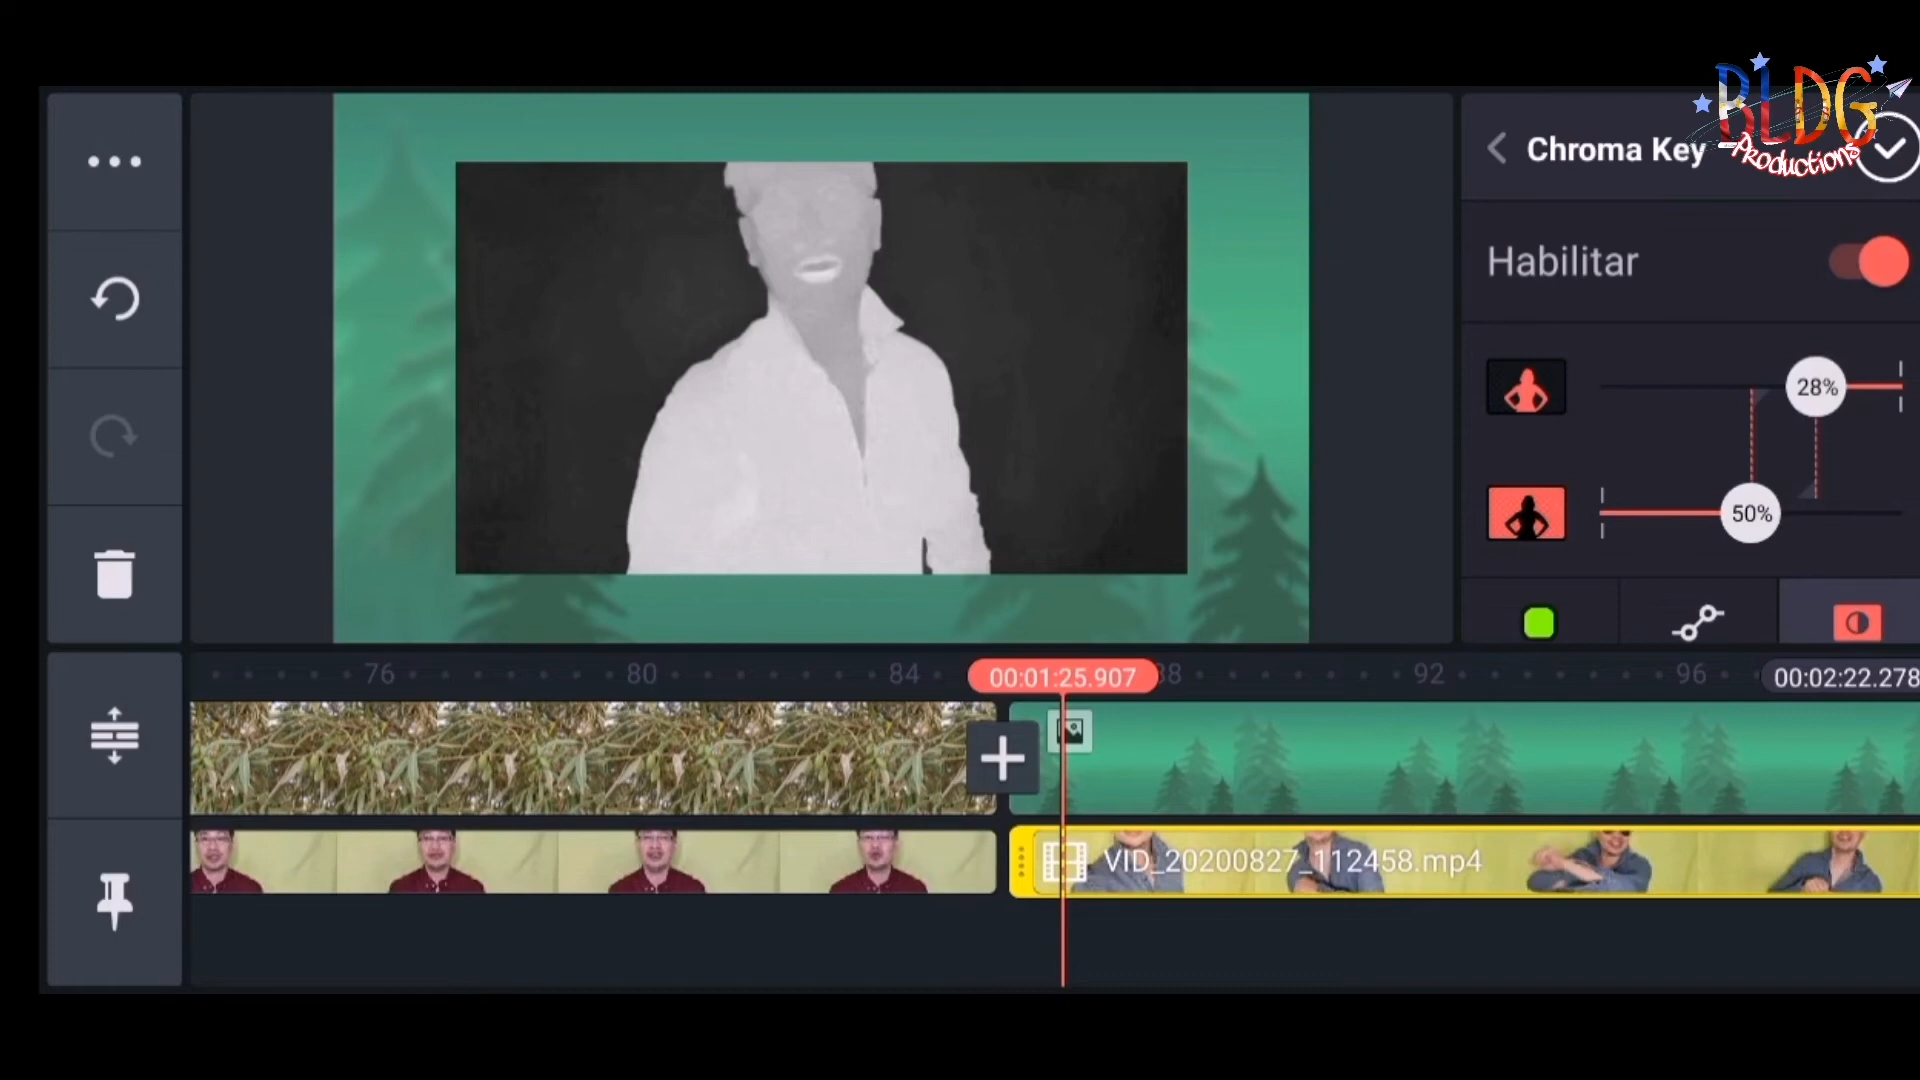 BLDG
Productions
Chroma Key
Habilitar
28%
50%
76
80
84
00:01:25.907
88
92
96
00:02:22.278
VID_20200827_112458.mp4